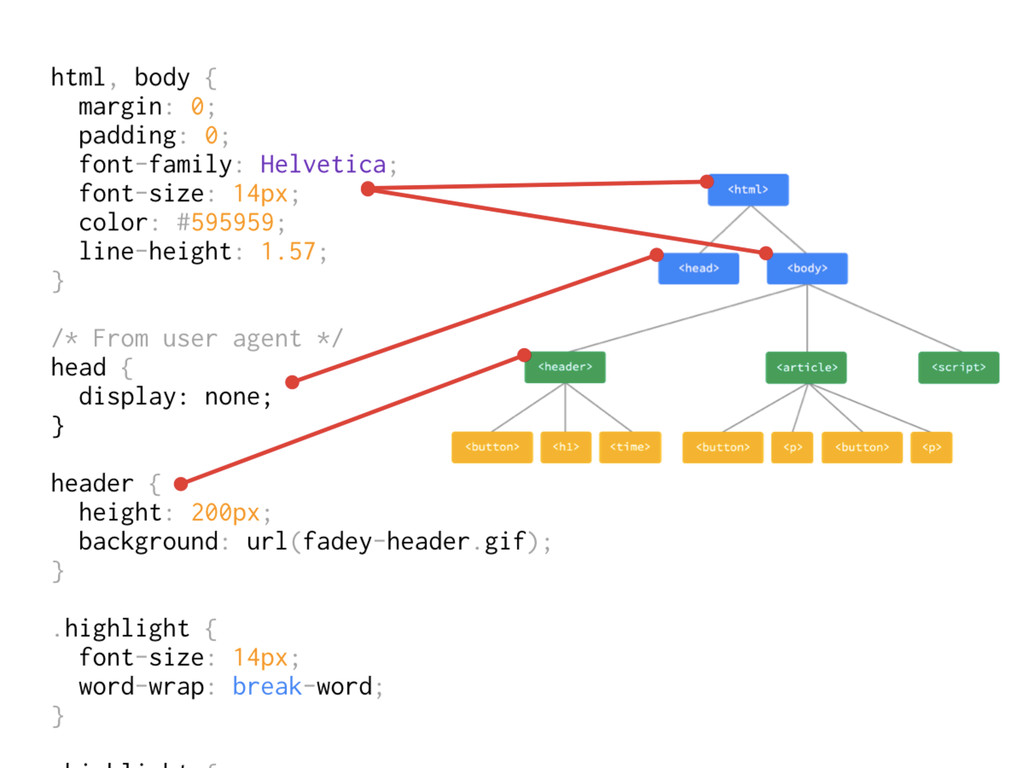 html, body {
  margin: 0;
  padding: 0;
  font-family: Helvetica;
  font-size: 14px;
  color: #595959;
  line-height: 1.57;
}
/* From user agent */
head {
  display: none;
}
header {
  height: 200px;
  background: url(fadey-header.gif);
}
.highlight {
  font-size: 14px;
  word-wrap: break-word;
}
<html>
<head> <body>
<header> <article> <script>
<button> <h1> <time> <button> <p> <button> <p>